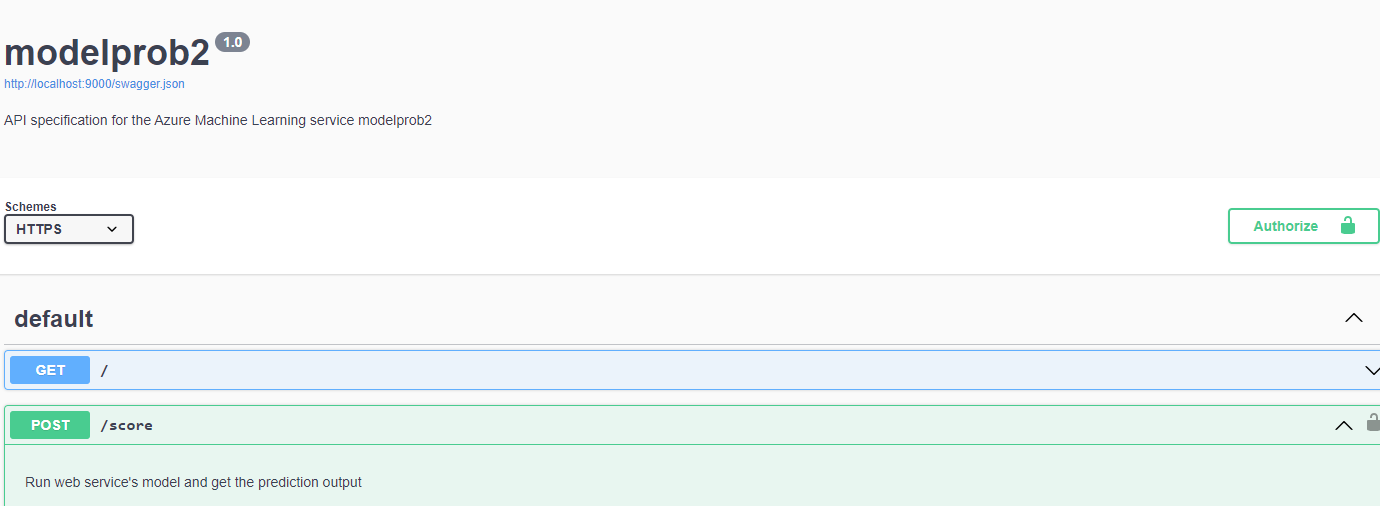 modelprob2 1.0
http://localhost:9000/swagger.json
API specification for the Azure Machine Learning service modelprob2
Schemes
HTTPS
Authorize
default
GET /
POST /score
Run web service's model and get the prediction output